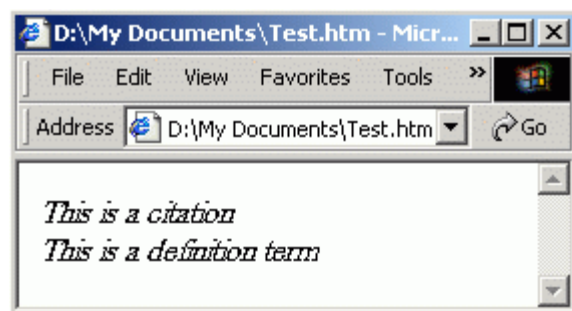 D:\My Documents\Test.htm - Micr...
File Edit View Favorites Tools »
Address D:\My Documents\Test.htm Go
This is a citation
This is a definition term